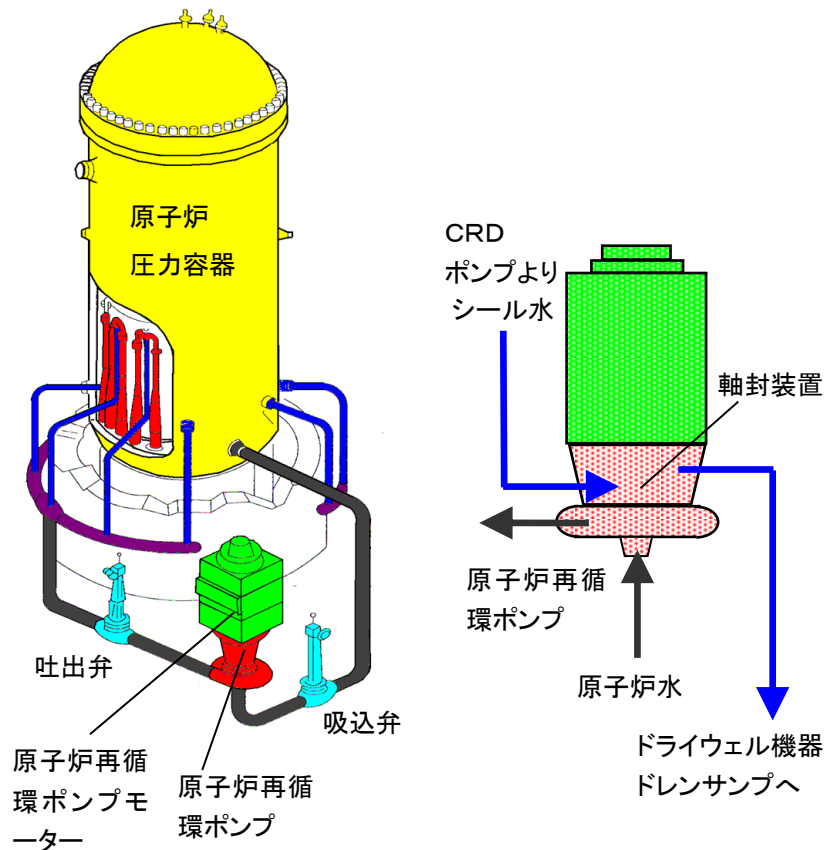 原子炉
圧力容器
吐出弁
吸込弁
原子炉再循
環ポンプモ
ーター
原子炉再循
環ポンプ
CRD
ポンプより
シール水
軸封装置
原子炉再循
環ポンプ
原子炉水
ドライウェル機器
ドレンサンプへ